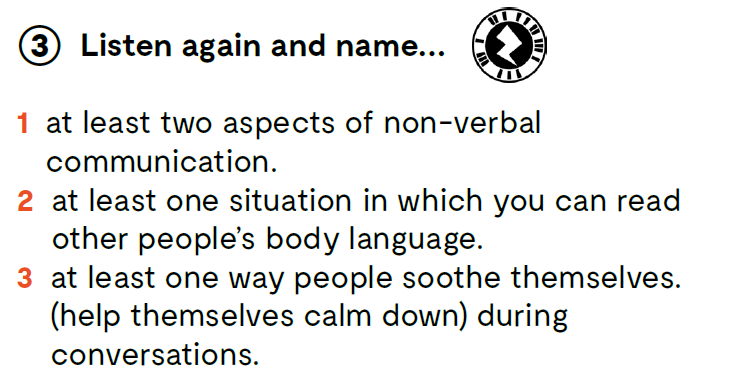 3 Listen again and name...
1 at least two aspects of non-verbal
communication.
2 at least one situation in which you can read
other people's body language.
3 at least one way people soothe themselves.
(help themselves calm down) during
conversations.